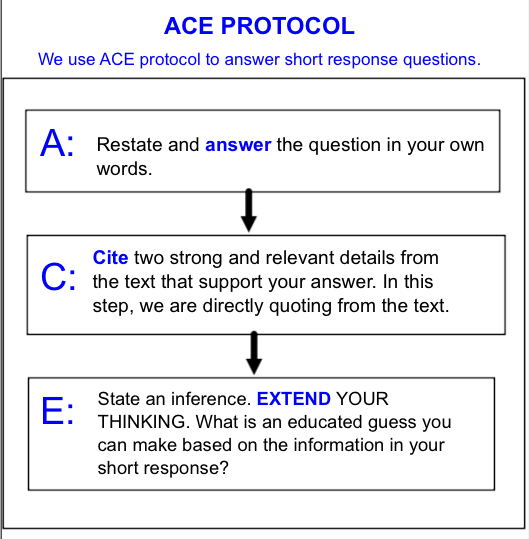 ACE PROTOCOL
We use ACE protocol to answer short response questions.
A:
Restate and answer the question in your own
words.
C:
Cite two strong and relevant details from
the text that support your answer. In this
step, we are directly quoting from the text.
E:
State an inference. EXTEND YOUR
THINKING. What is an educated guess you
can make based on the information in your
short response?